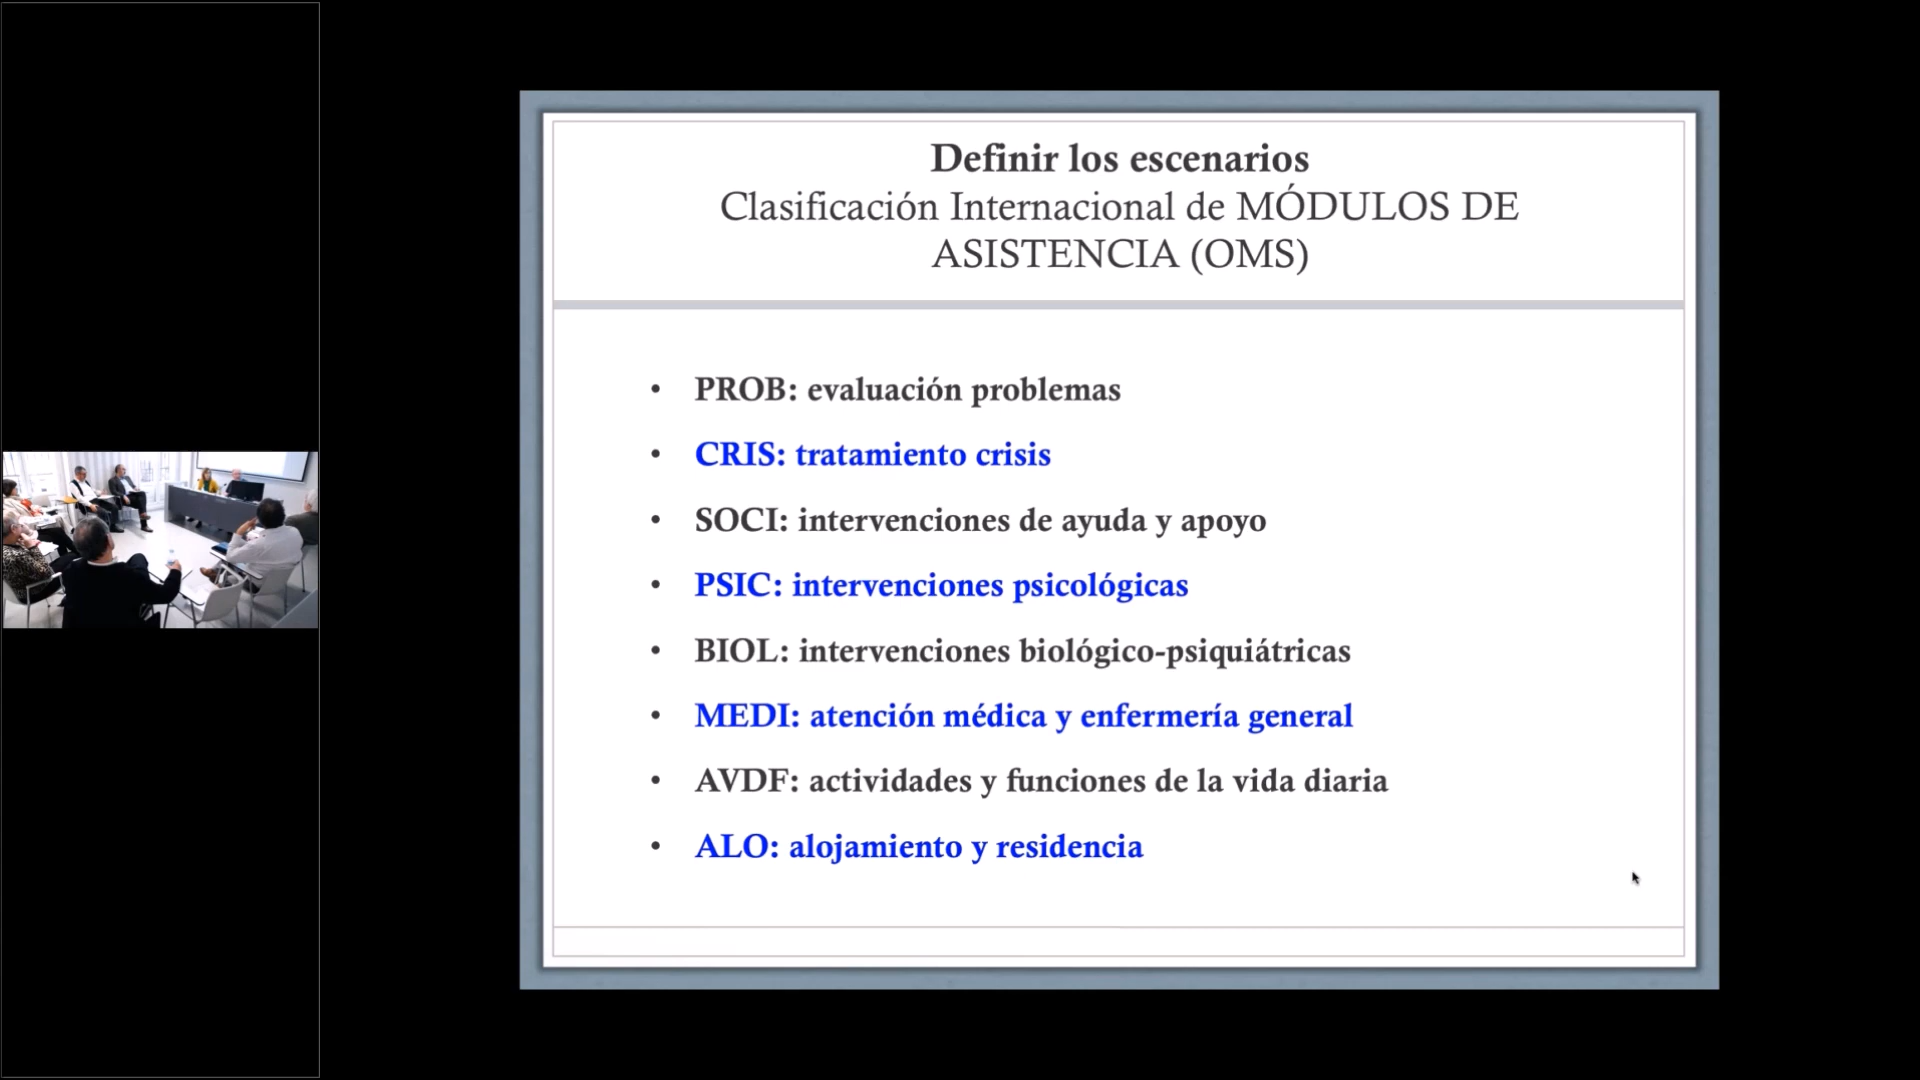 Definir los escenarios
Clasificación Internacional de MÓDULOS DE
ASISTENCIA (OMS)
• PROB: evaluación problemas
• CRIS: tratamiento crisis
• SOCI: intervenciones de ayuda y apoyo
• PSIC: intervenciones psicológicas
• BIOL: intervenciones biológico-psiquiátricas
• MEDI: atención médica y enfermería general
• AVDF: actividades y funciones de la vida diaria
• ALO: alojamiento y residencia